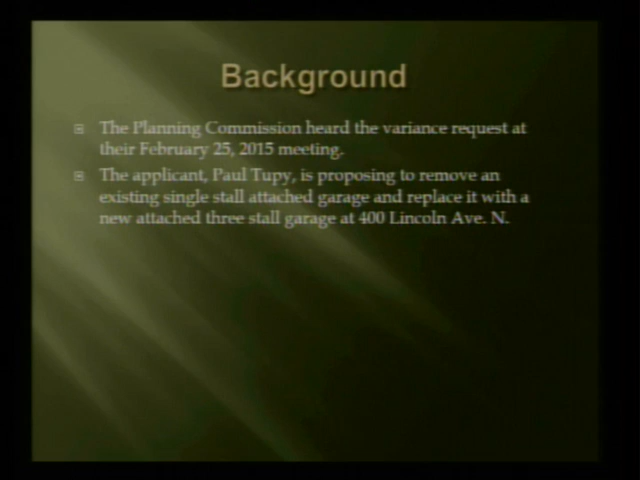 Background
The Planning Commission heard the variance request at
their February 25, 2015 meeting.
The applicant, Paul Tupy, is proposing to remove an
existing single stall attached garage and replace it with a
new attached three stall garage at 400 Lincoln Ave. N.